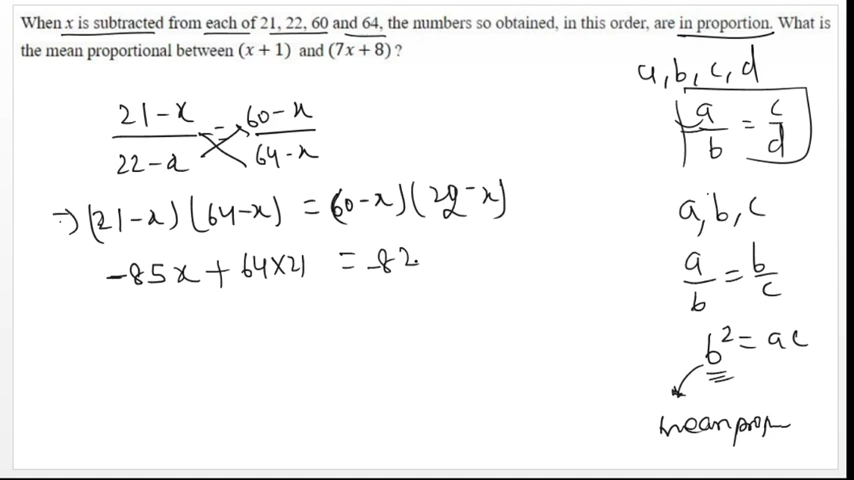 When x is subtracted from each of 21, 22, 60 and 64, the numbers so obtained, in this order, are in proportion. What is
the mean proportional between (x + 1) and (7x + 8) ?
a, b, c, d
a/b = c/d
21-x/22-x = 60-x/64-x
⇒ (21-x)(64-x) = (60-x)(22-x)
a, b, c
-85x + 64×21 = -82
a/b = b/c
b² = ac
mean prop